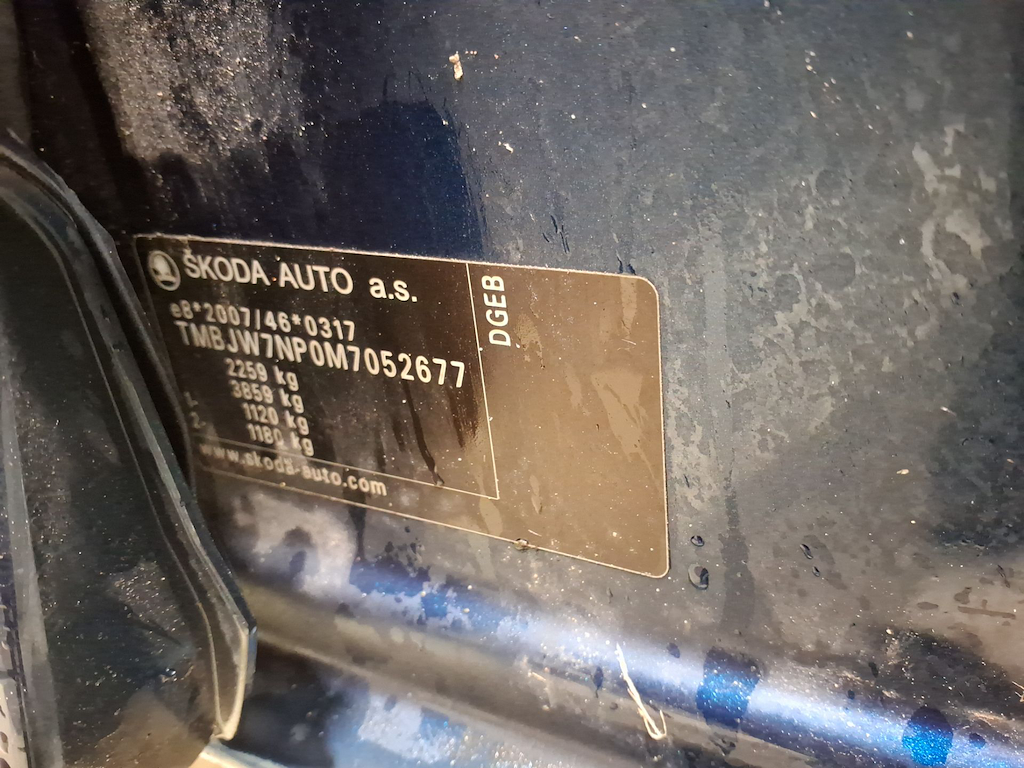 ŠKODA AUTO a.s.
e8*2007/46*0317
TMBJW7NP0M7052677
2259 kg
3859 kg
1- 1120 kg
2- 1180 kg
www.skoda-auto.com
DGEB